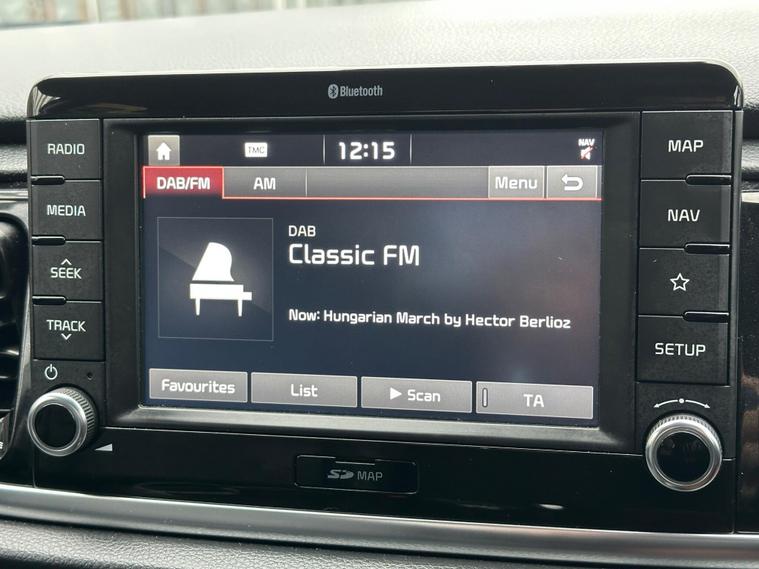 Bluetooth
RADIO
MEDIA
SEEK
TRACK
TMC
12:15
NAV
DAB/FM
AM
Menu
DAB
Classic FM
Now: Hungarian March by Hector Berlioz
Favourites
List
Scan
TA
MAP
NAV
SETUP
SD MAP